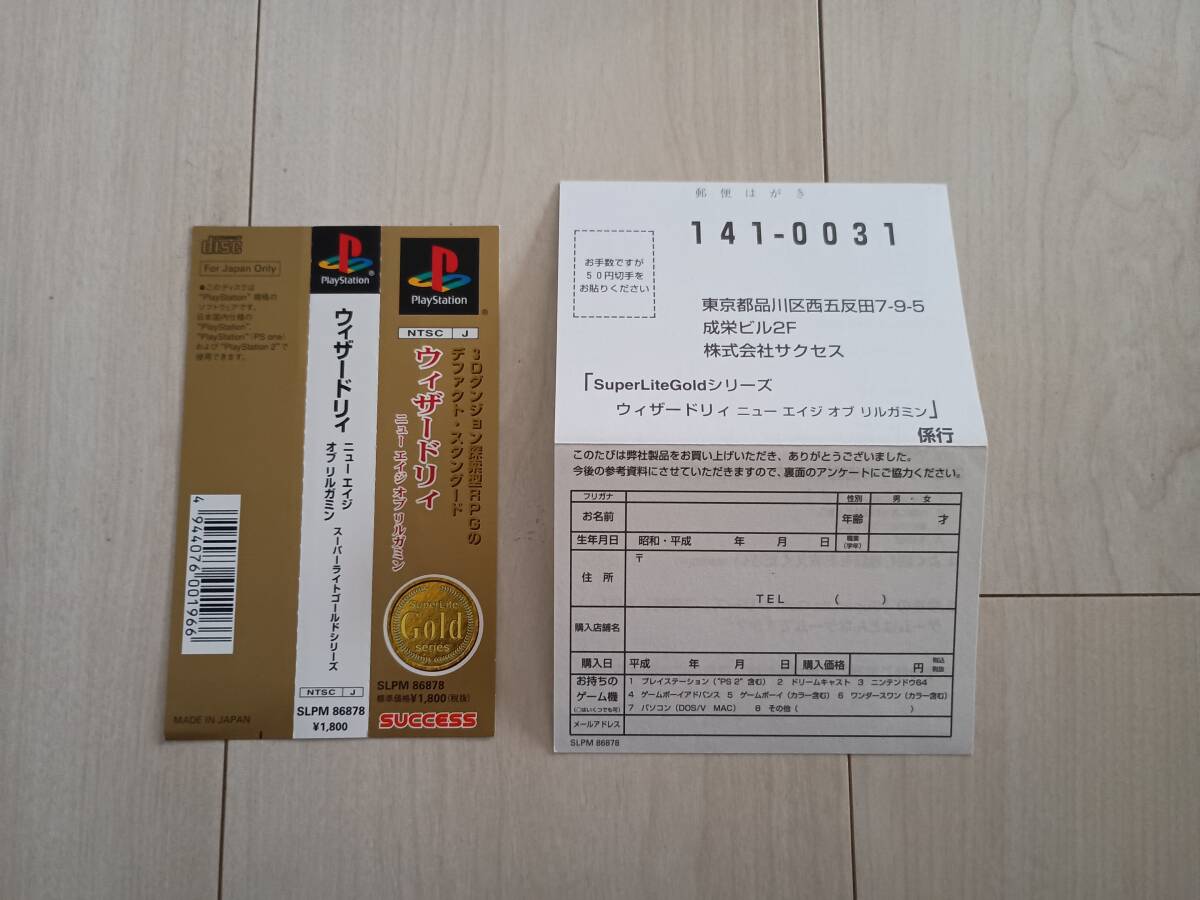 disc
For Japan Only
●このディスクは
"PlayStation" 規格の
ソフトウェアです。
日本国内仕様の
"PlayStation",
"PlayStation"(PS one)
および "PlayStation 2"で
使用できます。
4 944076 001966
MADE IN JAPAN
PlayStation
ウィザードリィ
ニュー エイジ
オブ リルガミン
スーパーライトゴールドシリーズ
NTSC J
SLPM 86878
¥1,800
PlayStation
NTSC J
3Dダンジョン探索型RPGの
デファクト・スタンダード
ウィザードリィ
ニュー エイジ オブ リルガミン
SuperLite
Gold
series
SLPM 86878
標準価格¥1,800(税抜)
SUCCESS
郵便はがき
141-0031
お手数ですが
50円切手を
お貼りください
東京都品川区西五反田7-9-5
成栄ビル2F
株式会社サクセス
「SuperLiteGoldシリーズ
ウィザードリィ ニュー エイジ オブ リルガミン」
係行
このたびは弊社製品をお買い上げいただき、ありがとうございました。
今後の参考資料にさせていただきますので、裏面のアンケートにご協力ください。
フリガナ 性別 男・女
お名前 年齢 才
生年月日 昭和・平成 年 月 日 職業(学年)
住所 〒
TEL ( )
購入店舗名
購入日 平成 年 月 日 購入価格 円 税込 税抜
お持ちの 1 プレイステーション("PS 2" 含む) 2 ドリームキャスト 3 ニンテンドウ64
ゲーム機 4 ゲームボーイアドバンス 5 ゲームボーイ(カラー含む) 6 ワンダースワン(カラー含む)
(○はいくつでも可) 7 パソコン(DOS/V MAC) 8 その他( )
メールアドレス
SLPM 86878